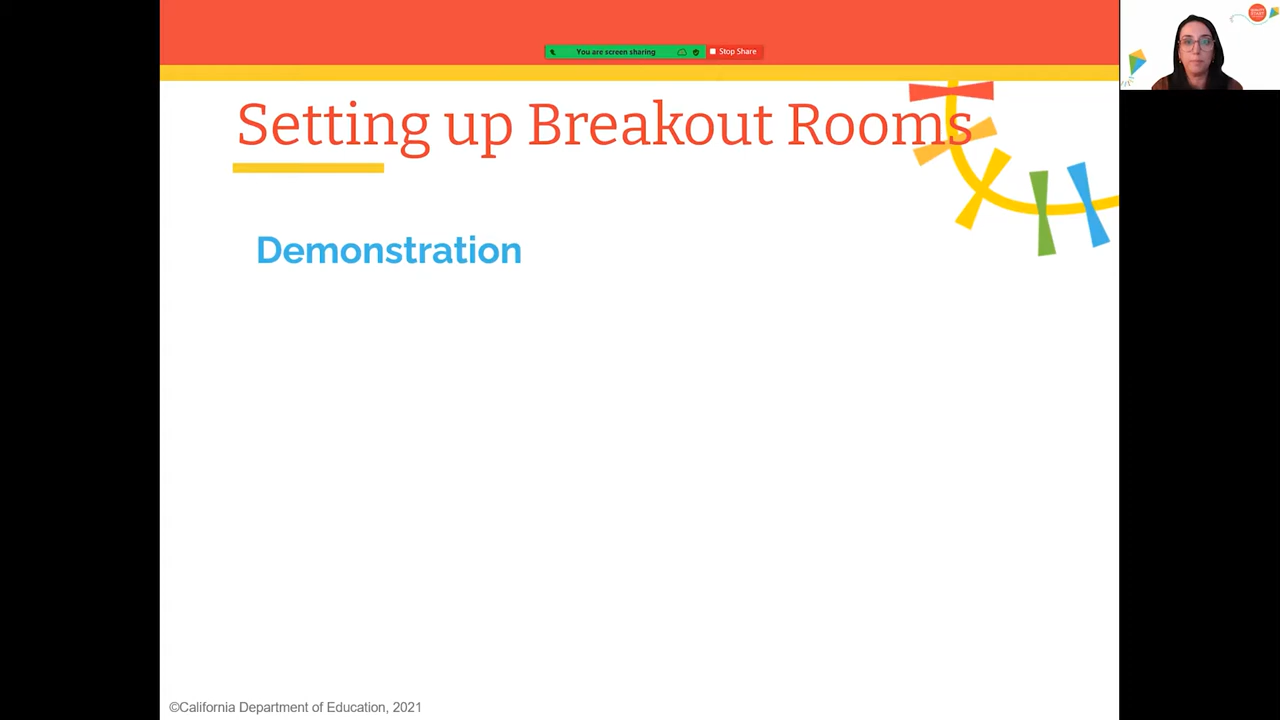 You are screen sharing
Stop Share
Setting up Breakout Rooms
Demonstration
©California Department of Education, 2021